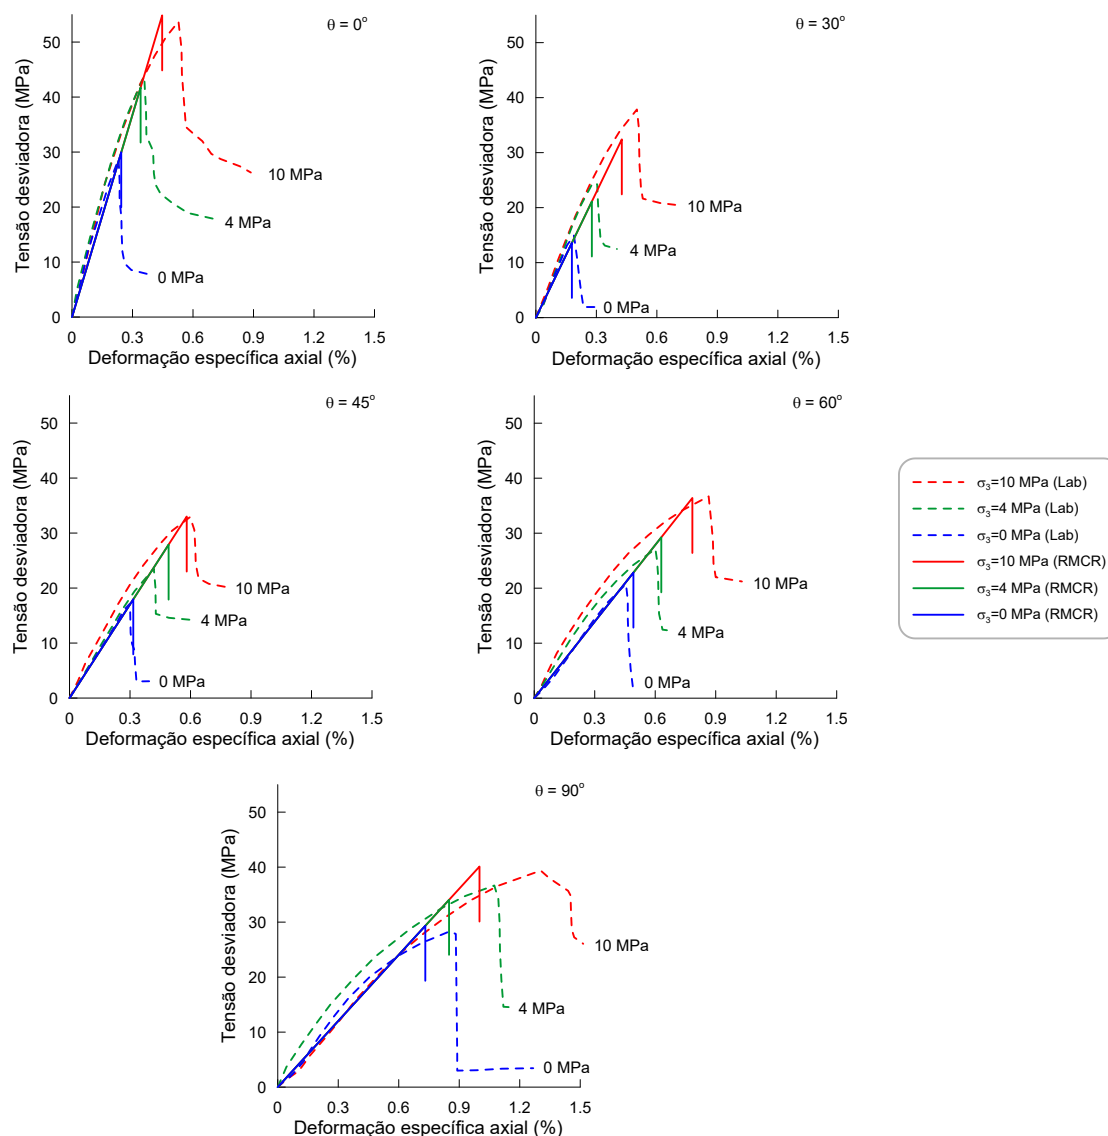 θ = 0°
Tensão desviadora (MPa)
50
40
30
20
10
0
10 MPa
4 MPa
0 MPa
0 0.3 0.6 0.9 1.2 1.5
Deformação específica axial (%)
θ = 30°
Tensão desviadora (MPa)
50
40
30
20
10
0
10 MPa
4 MPa
0 MPa
0 0.3 0.6 0.9 1.2 1.5
Deformação específica axial (%)
θ = 45°
Tensão desviadora (MPa)
50
40
30
20
10
0
10 MPa
4 MPa
0 MPa
0 0.3 0.6 0.9 1.2 1.5
Deformação específica axial (%)
θ = 60°
Tensão desviadora (MPa)
50
40
30
20
10
0
10 MPa
4 MPa
0 MPa
0 0.3 0.6 0.9 1.2 1.5
Deformação específica axial (%)
σ3=10 MPa (Lab)
σ3=4 MPa (Lab)
σ3=0 MPa (Lab)
σ3=10 MPa (RMCR)
σ3=4 MPa (RMCR)
σ3=0 MPa (RMCR)
θ = 90°
Tensão desviadora (MPa)
50
40
30
20
10
0
10 MPa
4 MPa
0 MPa
0 0.3 0.6 0.9 1.2 1.5
Deformação específica axial (%)